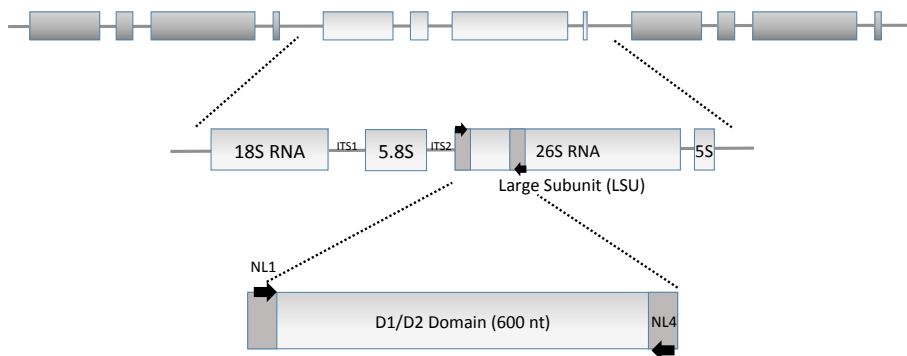 18S RNA
ITS1
5.8S
ITS2
26S RNA
5S
Large Subunit (LSU)
NL1
D1/D2 Domain (600 nt)
NL4